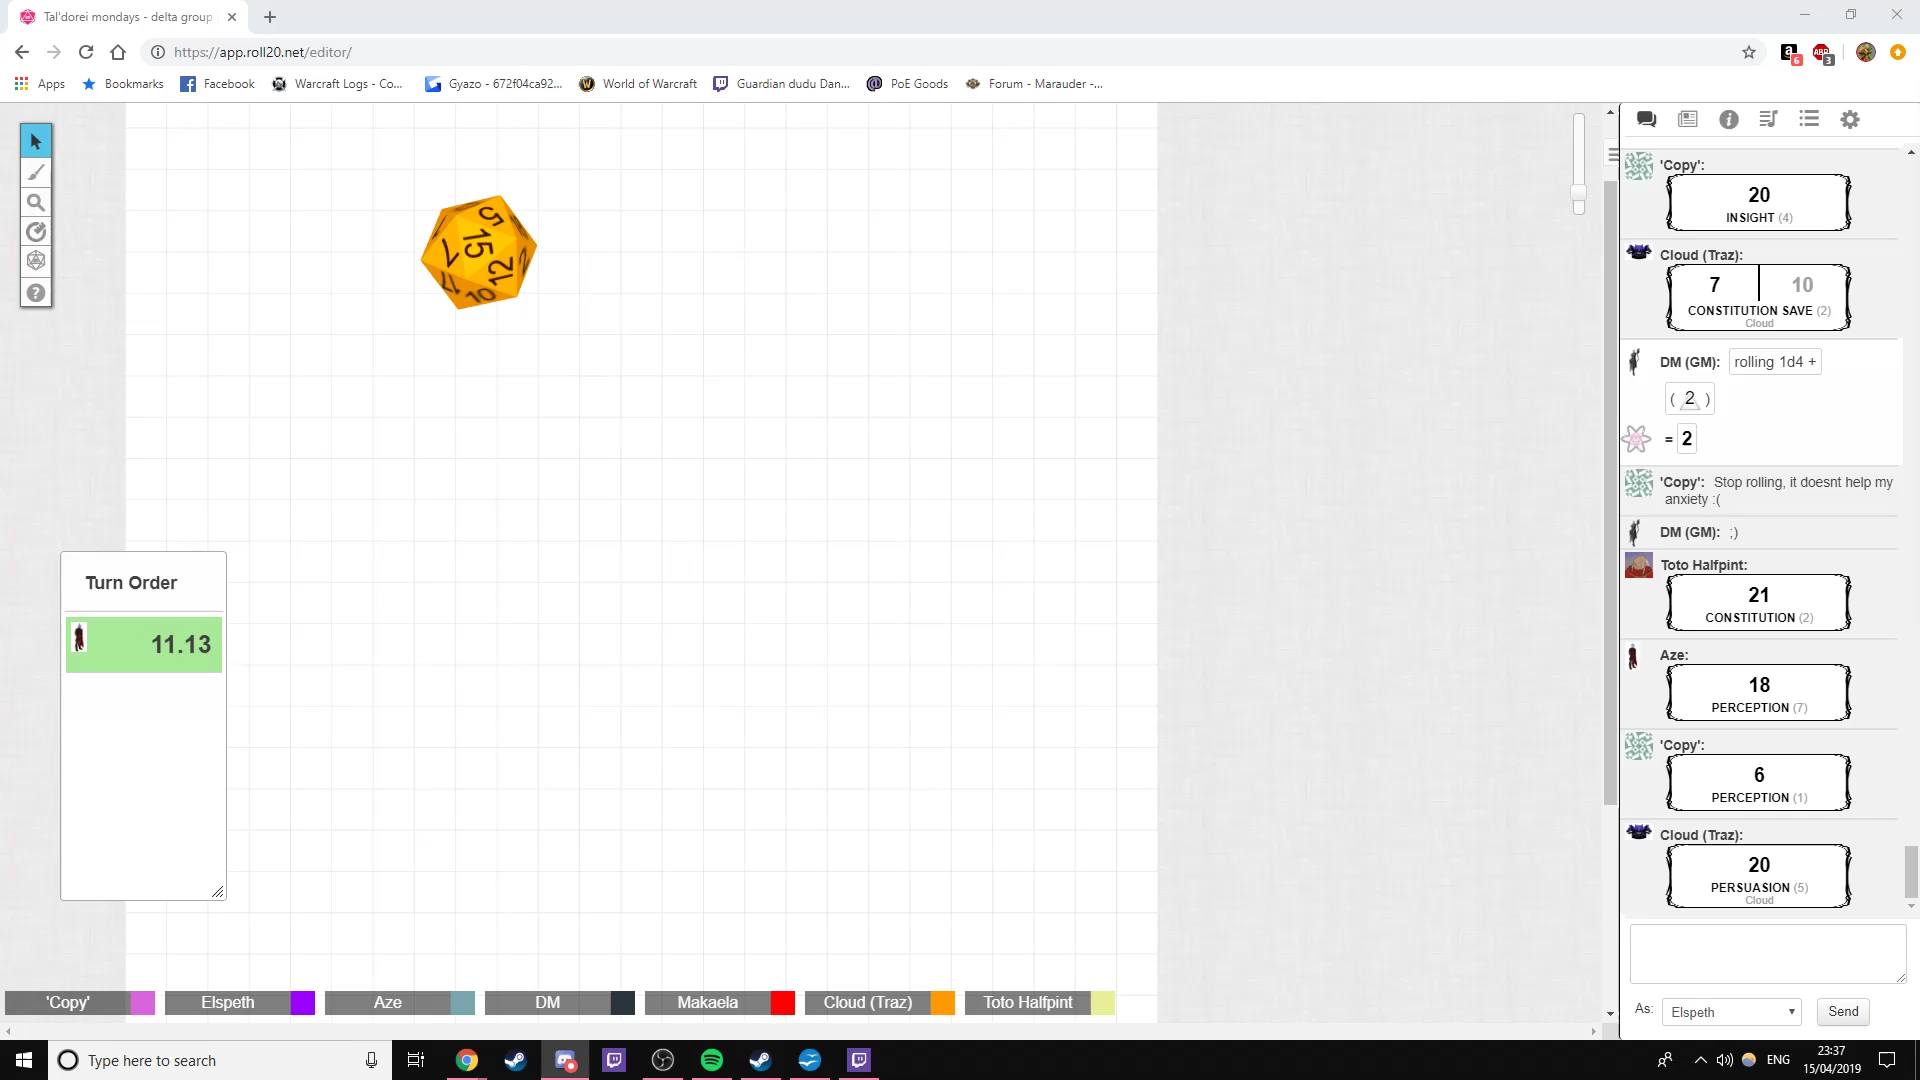 Tal'dorei mondays - delta group
https://app.roll20.net/editor/
6
ABP
3
Apps
Bookmarks
Facebook
Warcraft Logs - Co...
Gyazo - 672f04ca92...
World of Warcraft
Guardian dudu Dan...
PoE Goods
Forum - Marauder -...
5
15
7
12
2
17
10
Turn Order
11.13
'Copy':
20
INSIGHT (4)
Cloud (Traz):
7 10
CONSTITUTION SAVE (2)
Cloud
DM (GM): rolling 1d4 +
( 2 )
= 2
'Copy': Stop rolling, it doesnt help my
anxiety :(
DM (GM): ;)
Toto Halfpint:
21
CONSTITUTION (2)
Aze:
18
PERCEPTION (7)
'Copy':
6
PERCEPTION (1)
Cloud (Traz):
20
PERSUASION (5)
Cloud
As: Elspeth Send
'Copy' Elspeth Aze DM Makaela Cloud (Traz) Toto Halfpint
Type here to search
ENG
23:37
15/04/2019